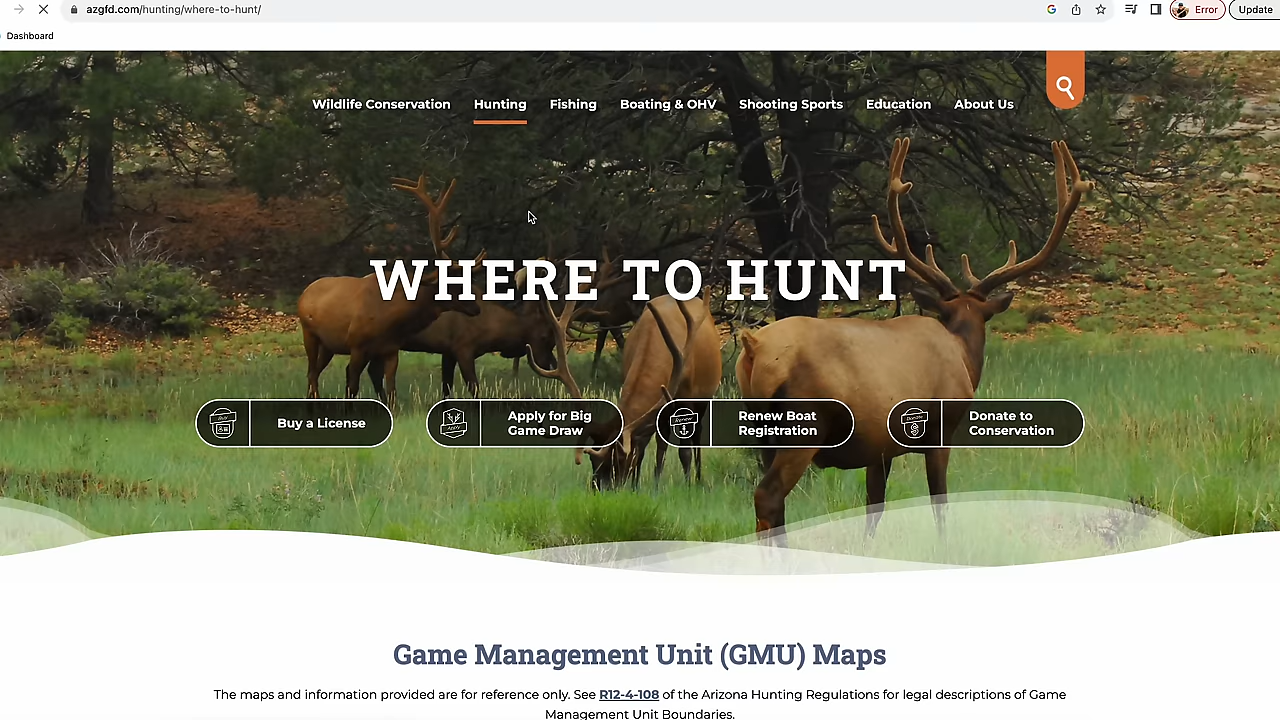 azgfd.com/hunting/where-to-hunt/
Error
Update
Dashboard
Wildlife Conservation
Hunting
Fishing
Boating & OHV
Shooting Sports
Education
About Us
WHERE TO HUNT
Buy a License
Apply for Big
Game Draw
Renew Boat
Registration
Donate to
Conservation
Game Management Unit (GMU) Maps
The maps and information provided are for reference only. See R12-4-108 of the Arizona Hunting Regulations for legal descriptions of Game
Management Unit Boundaries.